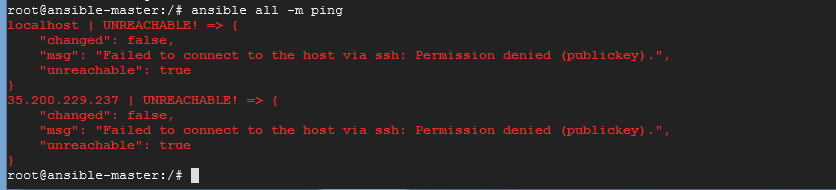 root@ansible-master:/# ansible all -m ping
localhost | UNREACHABLE! => {
    "changed": false,
    "msg": "Failed to connect to the host via ssh: Permission denied (publickey).",
    "unreachable": true
}
35.200.229.237 | UNREACHABLE! => {
    "changed": false,
    "msg": "Failed to connect to the host via ssh: Permission denied (publickey).",
    "unreachable": true
}
root@ansible-master:/#